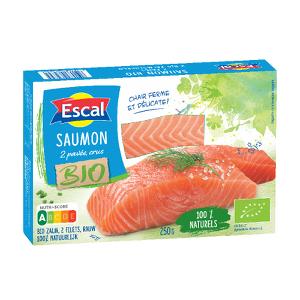 SAUMON BIO
Escal
CHAIR FERME
ET DÉLICATE!
SAUMON
2 pavés crus
BIO
NUTRI-SCORE
A B C D E
BIO ZALM, 2 FILETS, RAUW
100% NATUURLIJK
250g
100%
NATURELS